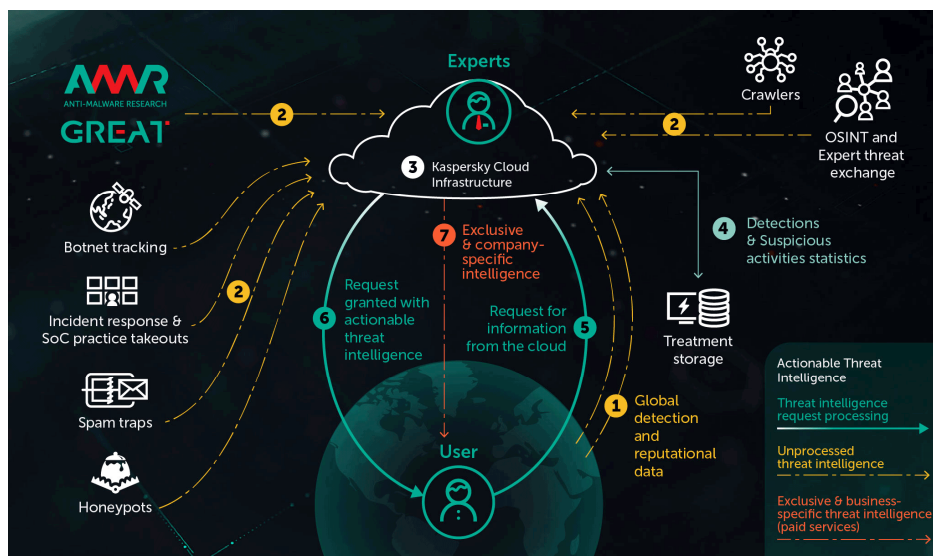 AMR
ANTI-MALWARE RESEARCH
GREAT
2
Experts
3
Kaspersky Cloud
Infrastructure
Crawlers
2
OSINT and
Expert threat
exchange
Botnet tracking
Incident response &
SoC practice takeouts
Spam traps
Honeypots
2
7
Exclusive
& company-
specific
intelligence
4
Detections
& Suspicious
activities statistics
Treatment
storage
6
Request
granted with
actionable
threat
intelligence
Request for
information
from the cloud
5
1
Global
detection
and
reputational
data
User
Actionable Threat
Intelligence
Threat intelligence
request processing
Unprocessed
threat intelligence
Exclusive & business-
specific threat intelligence
(paid services)